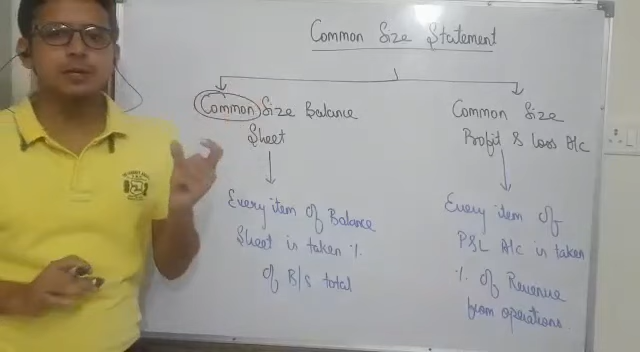 Common Size Statement
Common Size Balance
Sheet
Every item of Balance
Sheet is taken %
of B/S total
Common Size
Profit & Loss A/c
Every item of
P&L A/c is taken
% of Revenue
from operations.